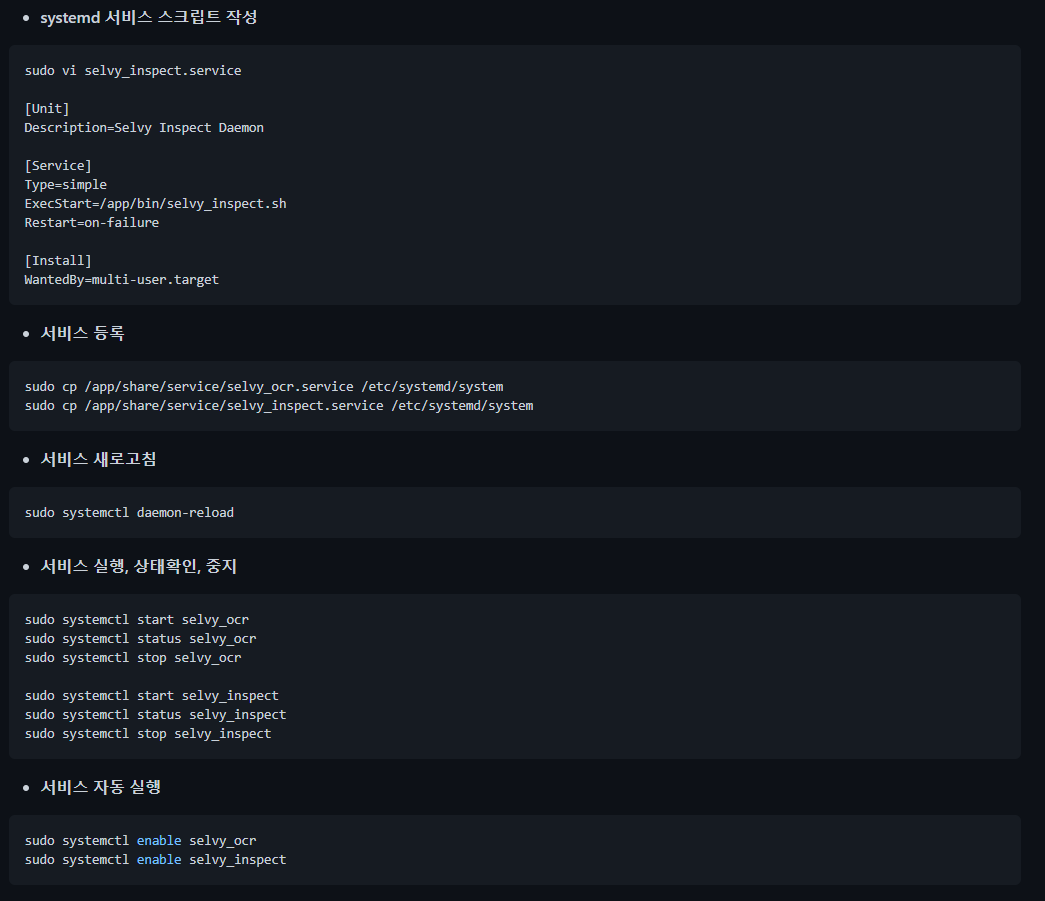 systemd 서비스 스크립트 작성
sudo vi selvy_inspect.service
[Unit]
Description=Selvy Inspect Daemon
[Service]
Type=simple
ExecStart=/app/bin/selvy_inspect.sh
Restart=on-failure
[Install]
WantedBy=multi-user.target
서비스 등록
sudo cp /app/share/service/selvy_ocr.service /etc/systemd/system
sudo cp /app/share/service/selvy_inspect.service /etc/systemd/system
서비스 새로고침
sudo systemctl daemon-reload
서비스 실행, 상태확인, 중지
sudo systemctl start selvy_ocr
sudo systemctl status selvy_ocr
sudo systemctl stop selvy_ocr
sudo systemctl start selvy_inspect
sudo systemctl status selvy_inspect
sudo systemctl stop selvy_inspect
서비스 자동 실행
sudo systemctl enable selvy_ocr
sudo systemctl enable selvy_inspect